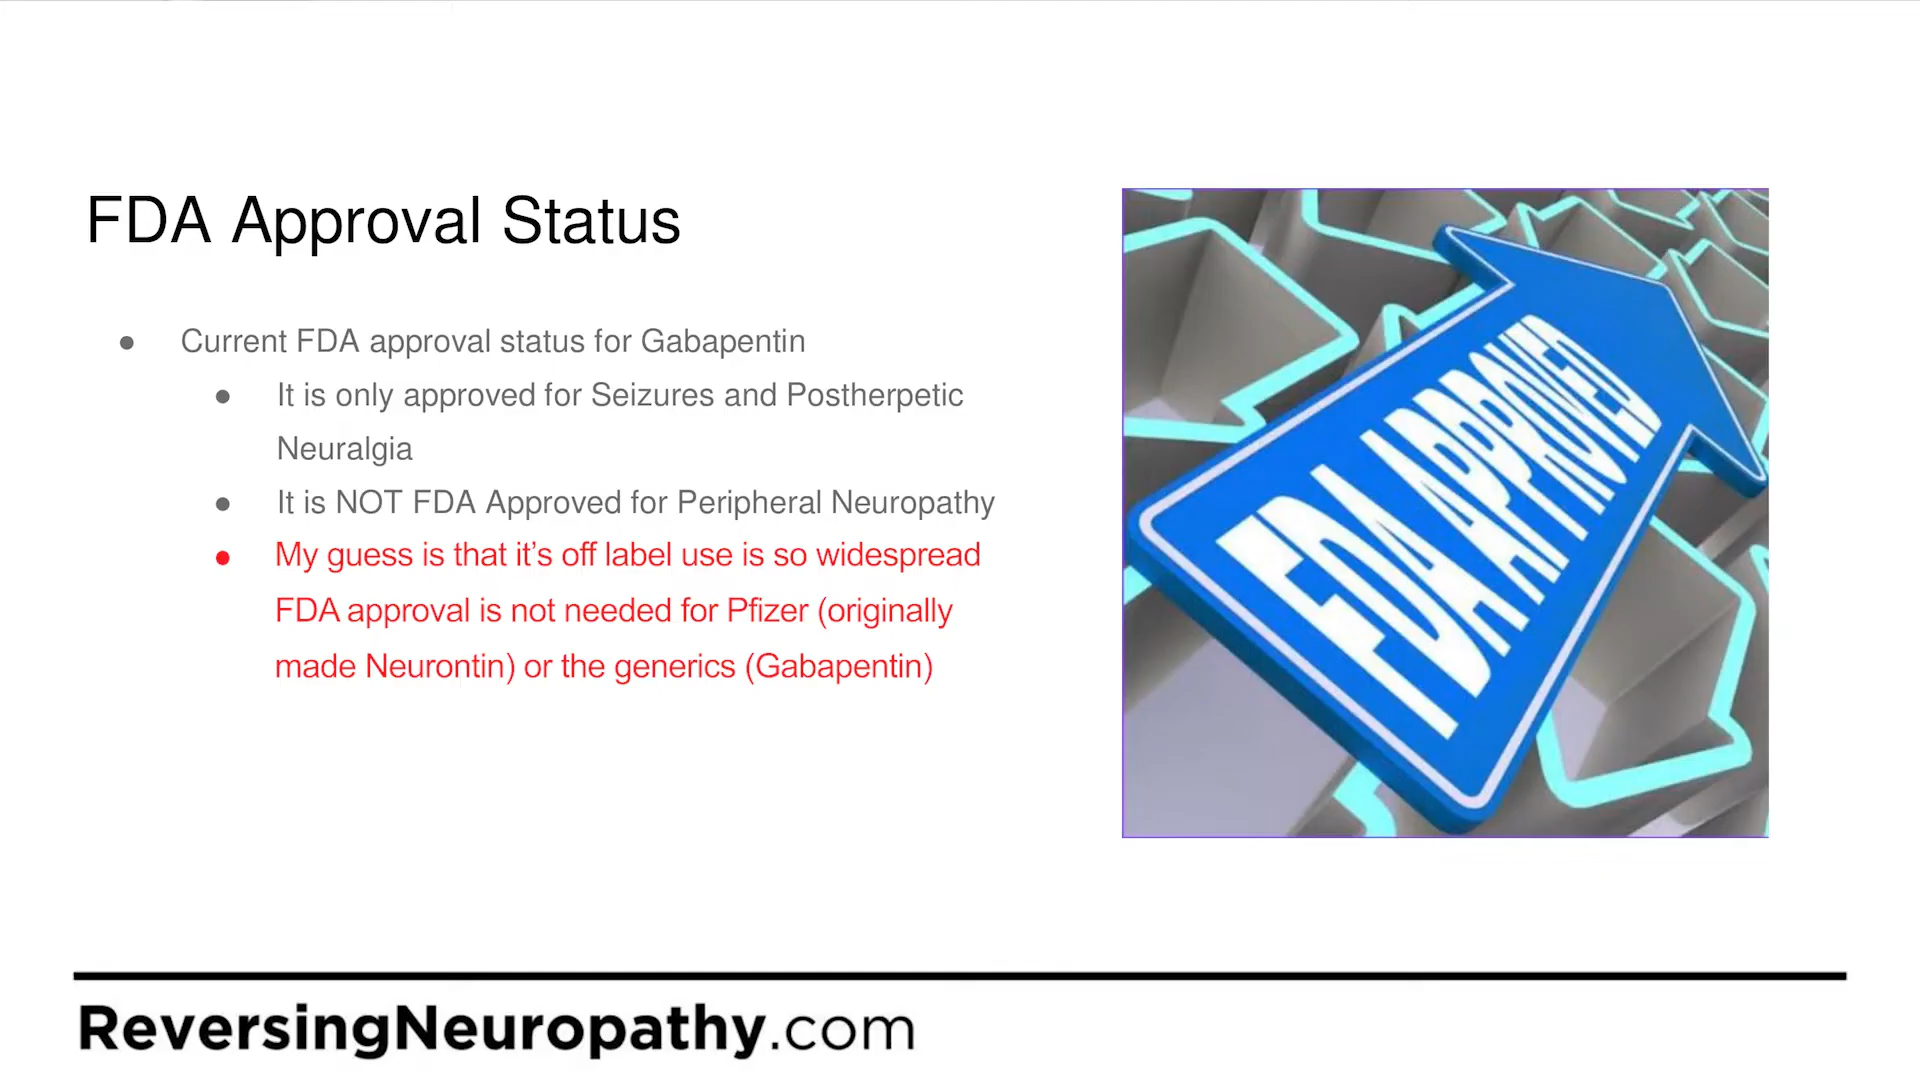 FDA Approval Status
● Current FDA approval status for Gabapentin
● It is only approved for Seizures and Postherpetic
Neuralgia
● It is NOT FDA Approved for Peripheral Neuropathy
● My guess is that it’s off label use is so widespread
FDA approval is not needed for Pfizer (originally
made Neurontin) or the generics (Gabapentin)
FDA APPROVED
ReversingNeuropathy.com